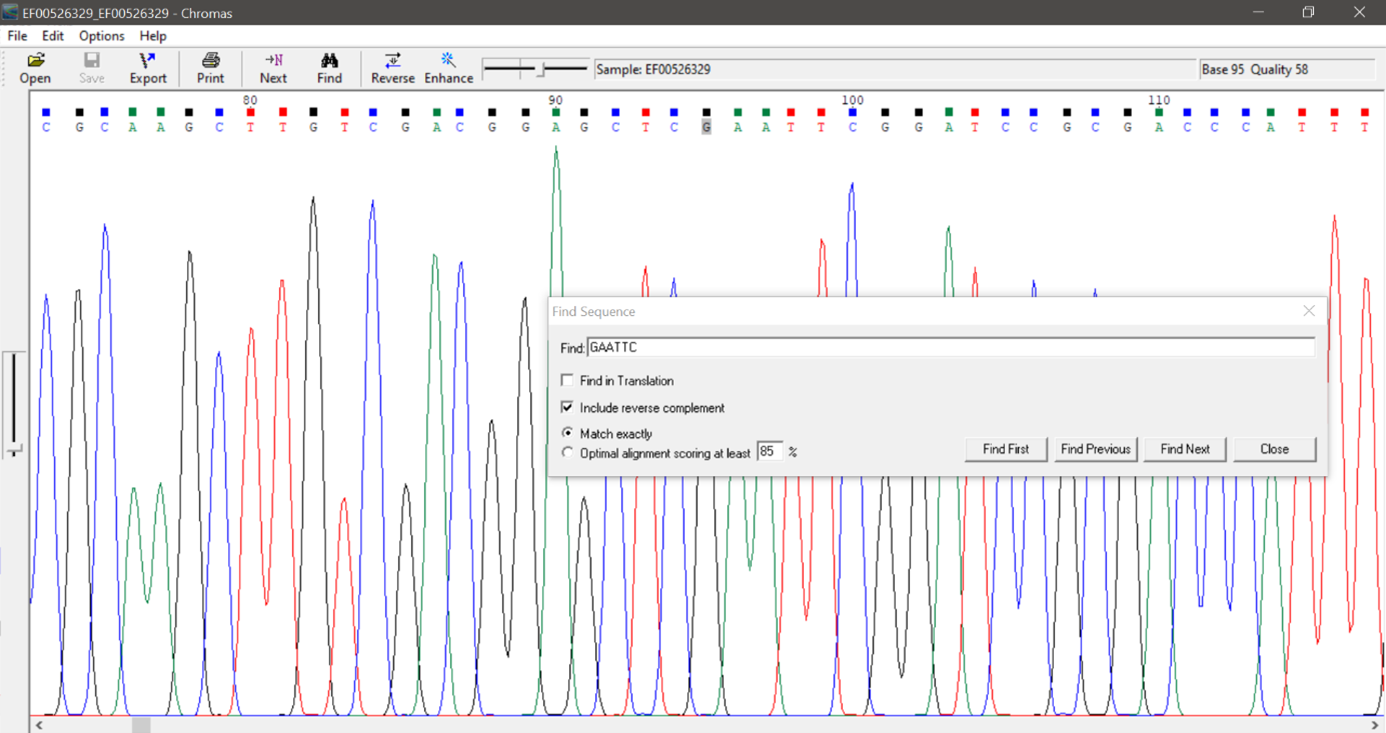 EF00526329_EF00526329 - Chromas
File Edit Options Help
Open Save Export Print Next Find Reverse Enhance Sample: EF00526329 Base 95 Quality 58
N
80 90 100 110
C G C A A G C T T G T C G A C G G A G C T C G A A T T C G G A T C C G C G A C C C A T T T
Find Sequence
Find: GAATTC
Find in Translation
Include reverse complement
Match exactly
Optimal alignment scoring at least 85 %
Find First Find Previous Find Next Close